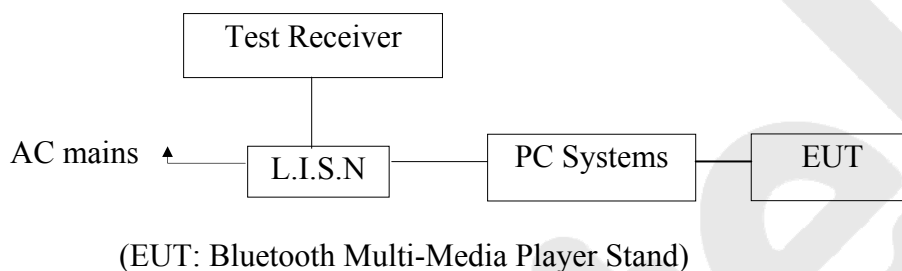 Test Receiver
AC mains
L.I.S.N
PC Systems
EUT
(EUT: Bluetooth Multi-Media Player Stand)